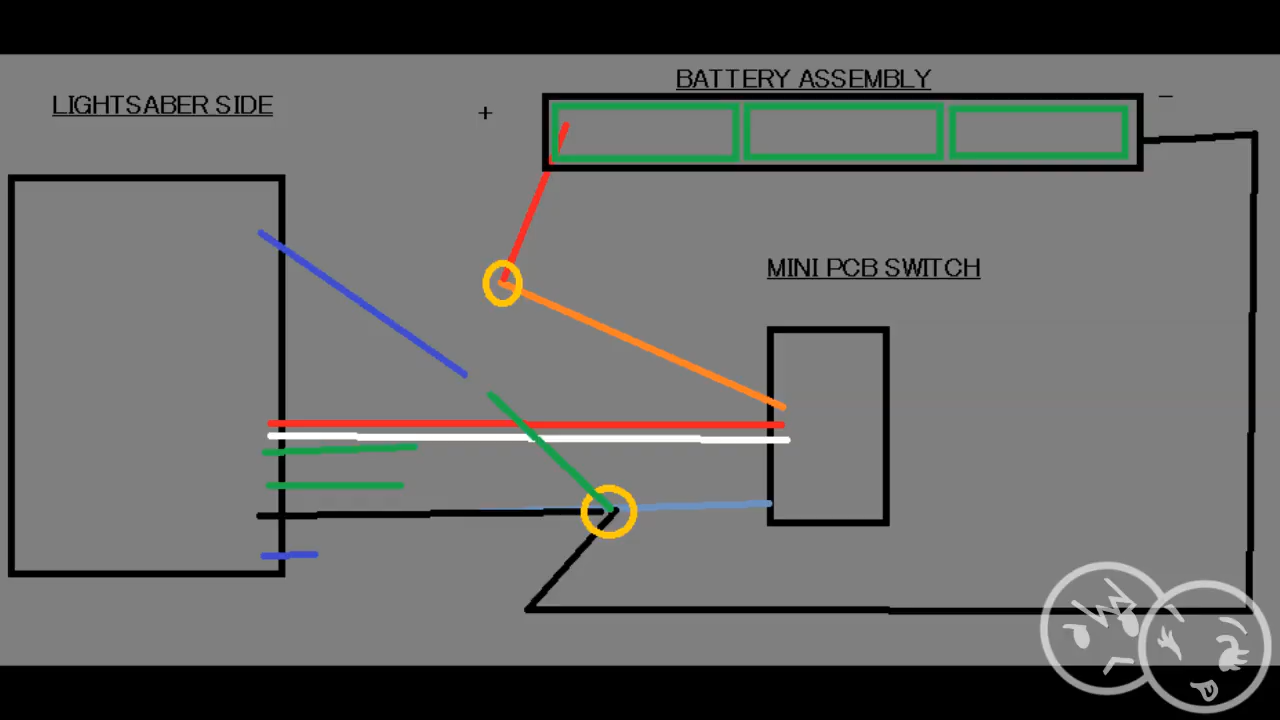 BATTERY ASSEMBLY
LIGHTSABER SIDE
+
−
MINI PCB SWITCH